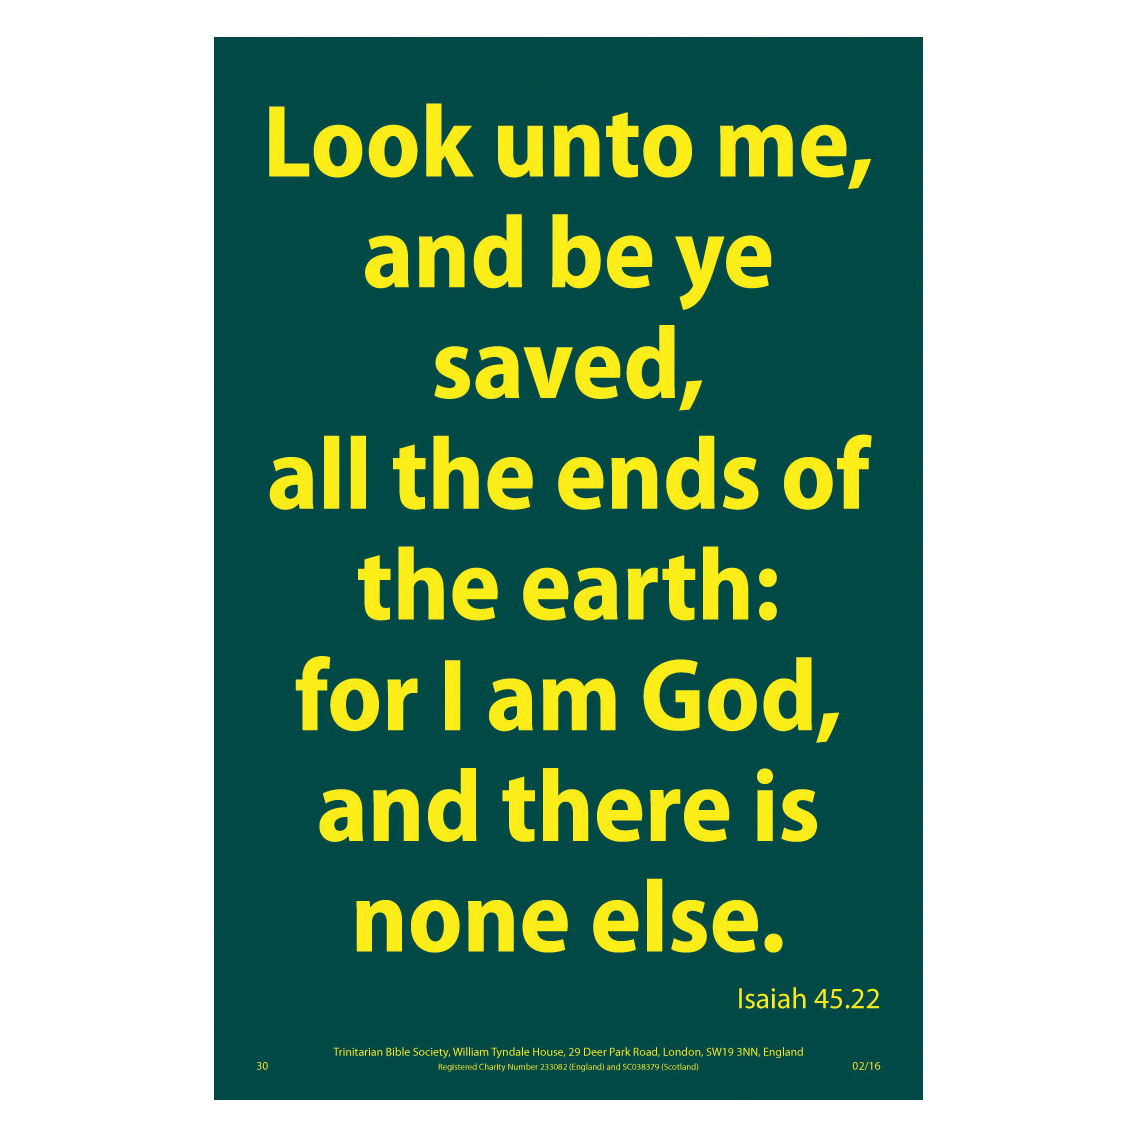 Look unto me,
and be ye
saved,
all the ends of
the earth:
for I am God,
and there is
none else.
Isaiah 45.22
Trinitarian Bible Society, William Tyndale House, 29 Deer Park Road, London, SW19 3NN, England
30 Registered Charity Number 233082 (England) and SC038379 (Scotland) 02/16